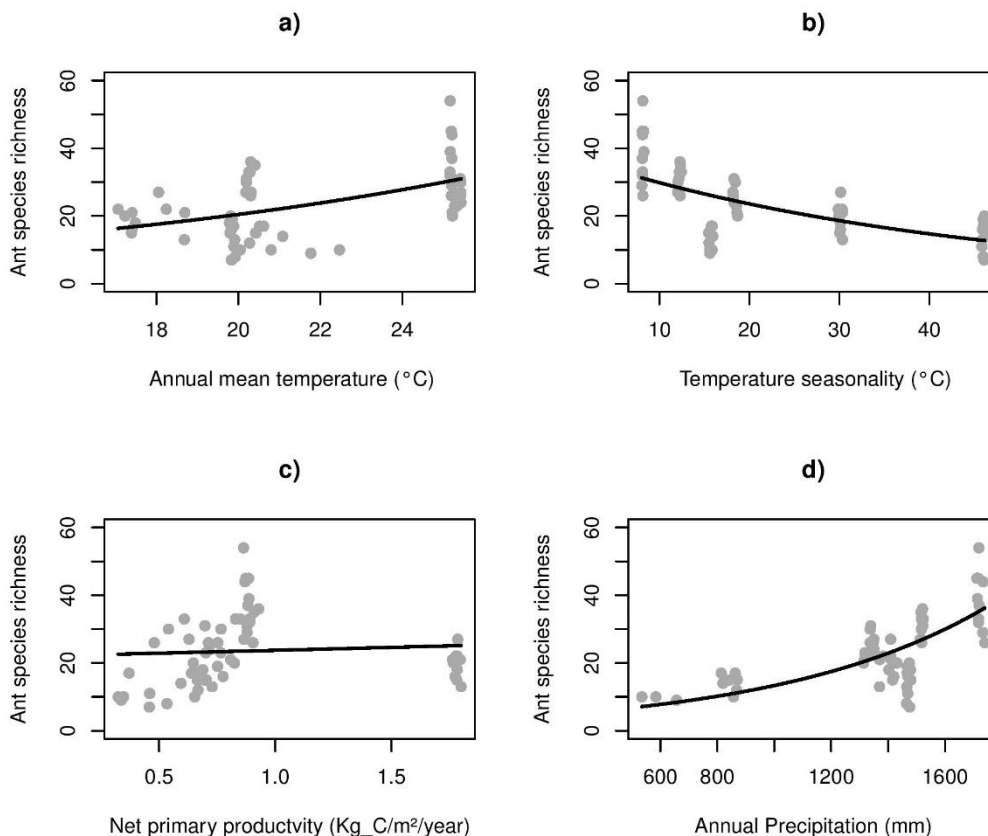 a)
Ant species richness
60
40
20
0
18 20 22 24
Annual mean temperature (°C)
b)
Ant species richness
60
40
20
0
10 20 30 40
Temperature seasonality (°C)
c)
Ant species richness
60
40
20
0
0.5 1.0 1.5
Net primary productvity (Kg_C/m²/year)
d)
Ant species richness
60
40
20
0
600 800 1200 1600
Annual Precipitation (mm)